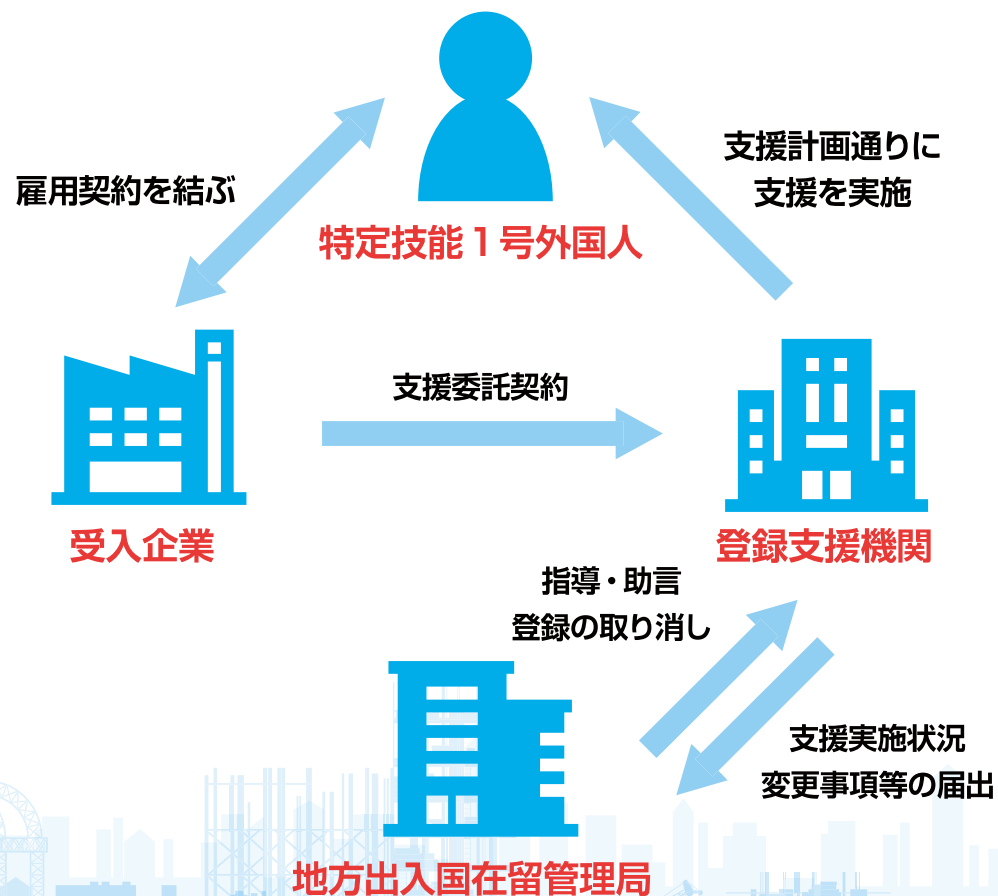 支援計画通りに
支援を実施
雇用契約を結ぶ
特定技能1号外国人
支援委託契約
受入企業
登録支援機関
指導・助言
登録の取り消し
支援実施状況
変更事項等の届出
地方出入国在留管理局